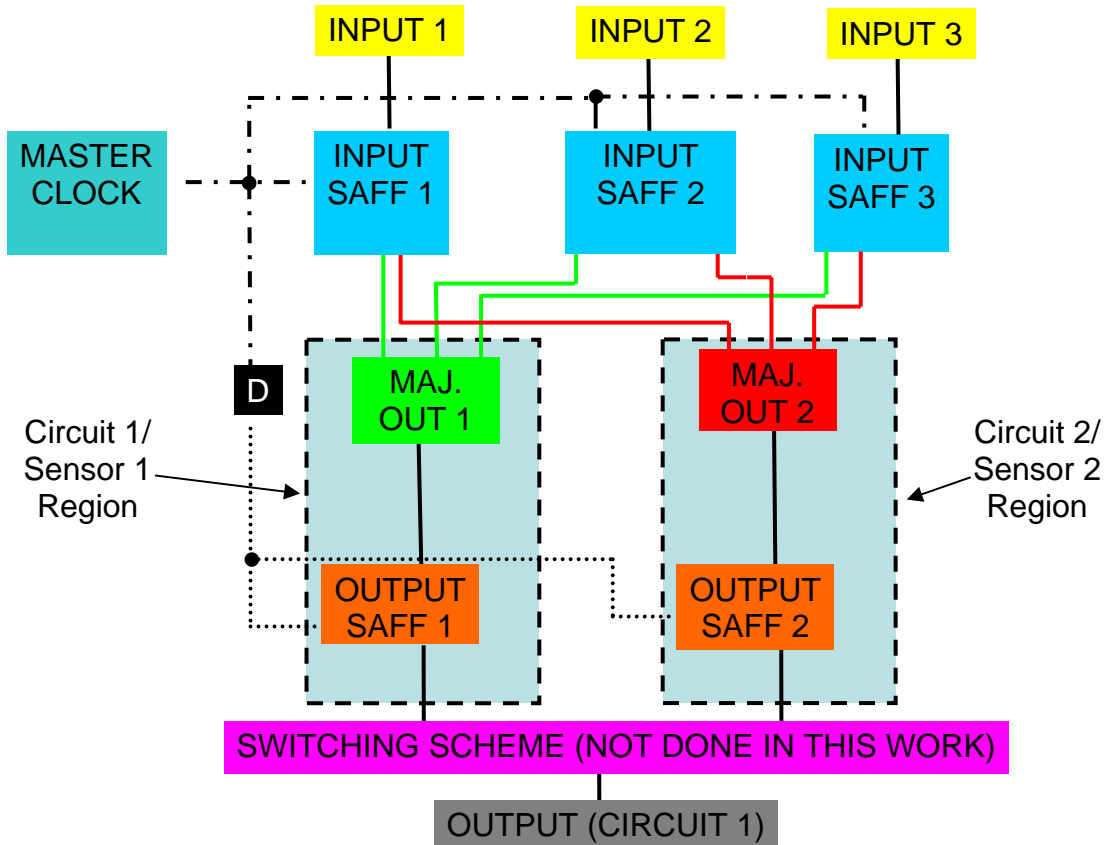 INPUT 1
INPUT 2
INPUT 3
MASTER
CLOCK
INPUT
SAFF 1
INPUT
SAFF 2
INPUT
SAFF 3
D
MAJ.
OUT 1
MAJ.
OUT 2
Circuit 1/
Sensor 1
Region
Circuit 2/
Sensor 2
Region
OUTPUT
SAFF 1
OUTPUT
SAFF 2
SWITCHING SCHEME (NOT DONE IN THIS WORK)
OUTPUT (CIRCUIT 1)